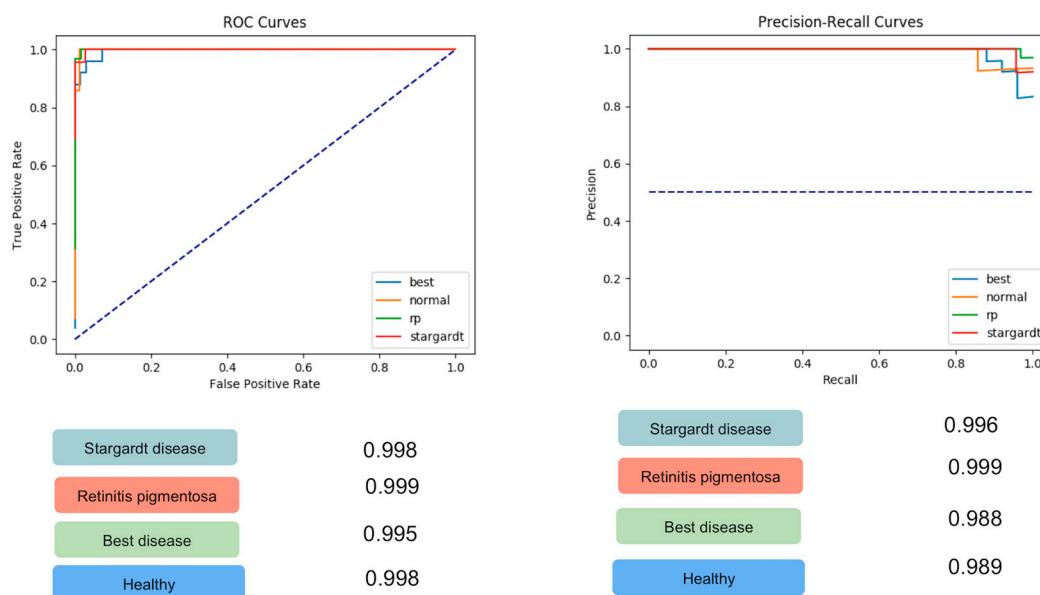 ROC Curves
1.0
0.8
0.6
0.4
0.2
0.0
True Positive Rate
0.0 0.2 0.4 0.6 0.8 1.0
False Positive Rate
best
normal
rp
stargardt
Precision-Recall Curves
1.0
0.8
0.6
0.4
0.2
0.0
Precision
0.0 0.2 0.4 0.6 0.8 1.0
Recall
best
normal
rp
stargardt
Stargardt disease 0.998
Retinitis pigmentosa 0.999
Best disease 0.995
Healthy 0.998
Stargardt disease 0.996
Retinitis pigmentosa 0.999
Best disease 0.988
Healthy 0.989